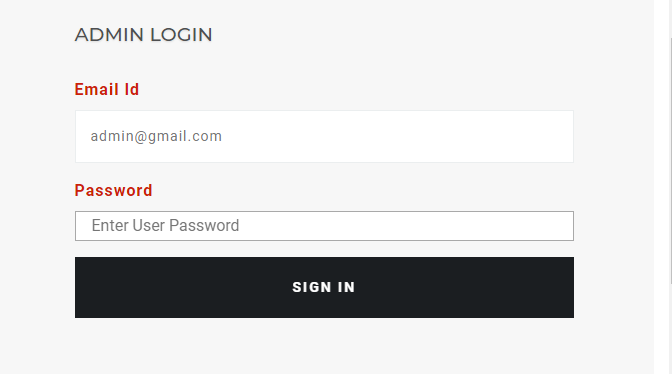 ADMIN LOGIN
Email Id
admin@gmail.com
Password
Enter User Password
SIGN IN